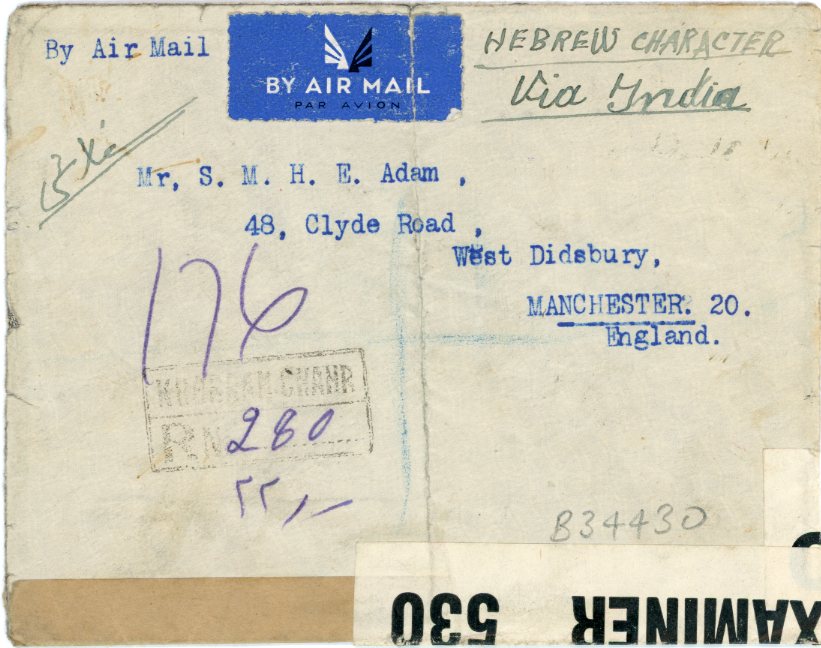 By Air Mail
BY AIR MAIL
PAR AVION
HEBREW CHARACTER
Via India
Mr, S. M. H. E. Adam ,
48, Clyde Road ,
West Didsbury,
MANCHESTER. 20.
England.
176
R.N 280
٢٢,-
B34430
XAMINER 530